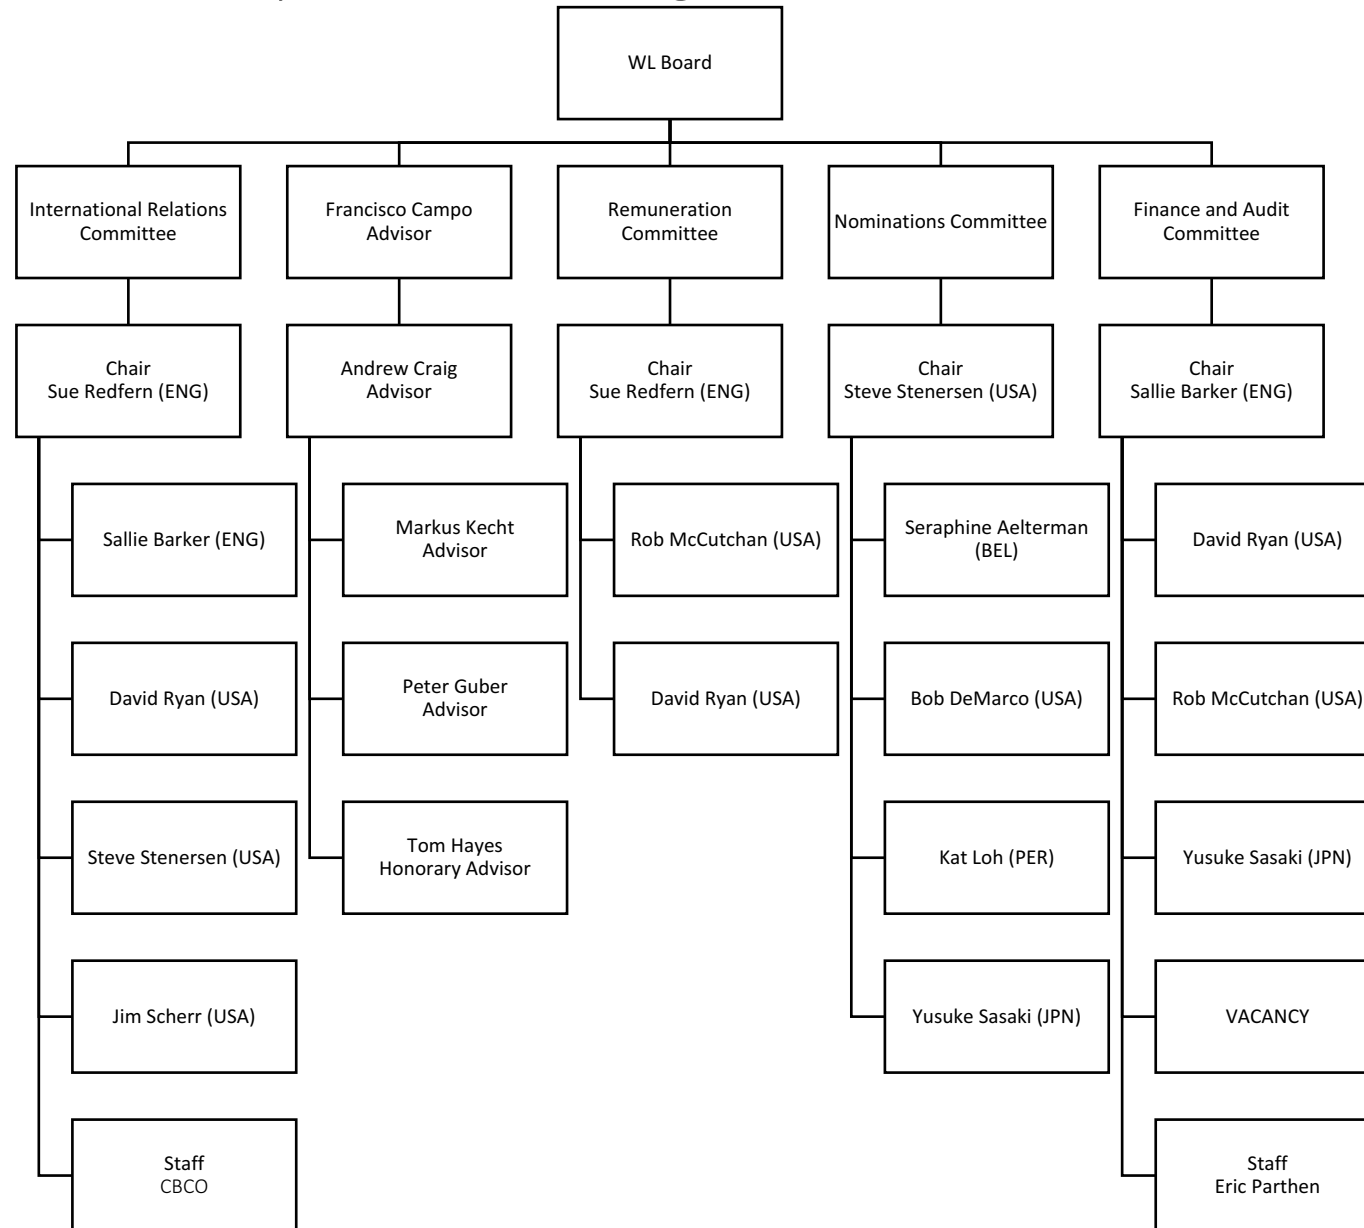 WL Board
International Relations
Committee
Francisco Campo
Advisor
Remuneration
Committee
Nominations Committee
Finance and Audit
Committee
Chair
Sue Redfern (ENG)
Andrew Craig
Advisor
Chair
Sue Redfern (ENG)
Chair
Steve Stenersen (USA)
Chair
Sallie Barker (ENG)
Sallie Barker (ENG)
Markus Kecht
Advisor
Rob McCutchan (USA)
Seraphine Aelterman
(BEL)
David Ryan (USA)
David Ryan (USA)
Peter Guber
Advisor
David Ryan (USA)
Bob DeMarco (USA)
Rob McCutchan (USA)
Steve Stenersen (USA)
Tom Hayes
Honorary Advisor
Kat Loh (PER)
Yusuke Sasaki (JPN)
Jim Scherr (USA)
Yusuke Sasaki (JPN)
VACANCY
Staff
CBCO
Staff
Eric Parthen